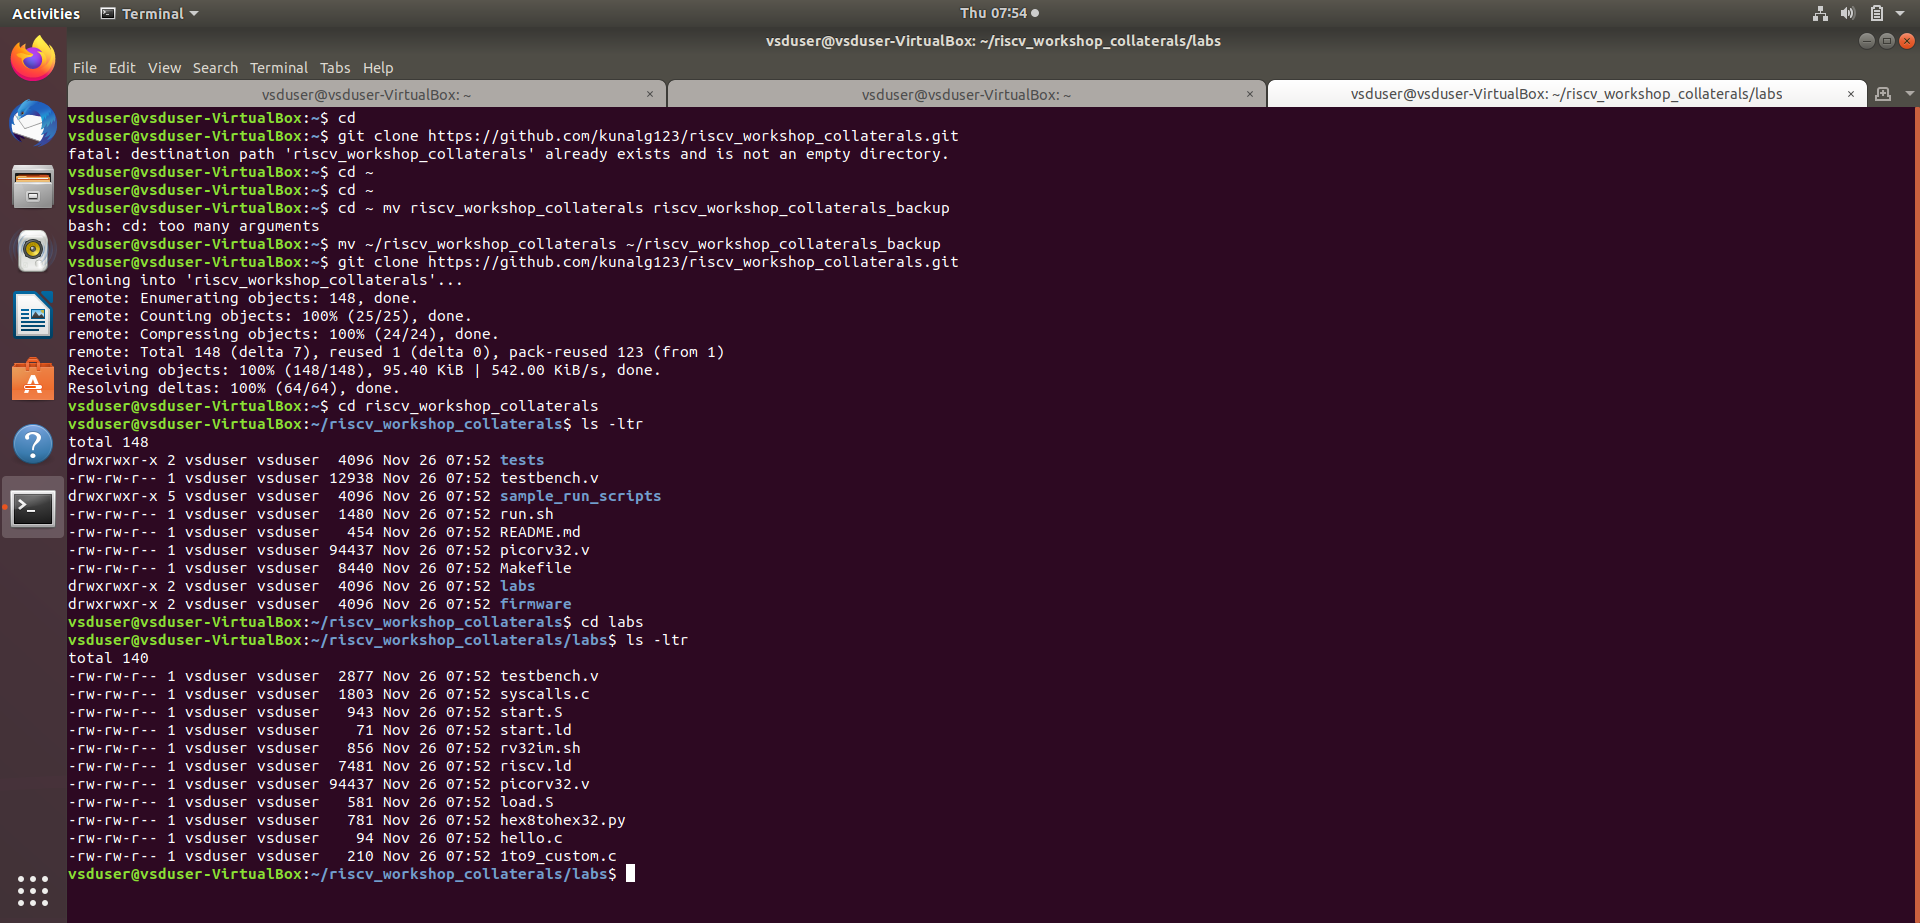 Activities Terminal Thu 07:54
vsduser@vsduser-VirtualBox: ~/riscv_workshop_collaterals/labs
File Edit View Search Terminal Tabs Help
vsduser@vsduser-VirtualBox: ~ vsduser@vsduser-VirtualBox: ~ vsduser@vsduser-VirtualBox: ~/riscv_workshop_collaterals/labs
vsduser@vsduser-VirtualBox:~$ cd
vsduser@vsduser-VirtualBox:~$ git clone https://github.com/kunalg123/riscv_workshop_collaterals.git
fatal: destination path 'riscv_workshop_collaterals' already exists and is not an empty directory.
vsduser@vsduser-VirtualBox:~$ cd ~
vsduser@vsduser-VirtualBox:~$ cd ~
vsduser@vsduser-VirtualBox:~$ cd ~ mv riscv_workshop_collaterals riscv_workshop_collaterals_backup
bash: cd: too many arguments
vsduser@vsduser-VirtualBox:~$ mv ~/riscv_workshop_collaterals ~/riscv_workshop_collaterals_backup
vsduser@vsduser-VirtualBox:~$ git clone https://github.com/kunalg123/riscv_workshop_collaterals.git
Cloning into 'riscv_workshop_collaterals'...
remote: Enumerating objects: 148, done.
remote: Counting objects: 100% (25/25), done.
remote: Compressing objects: 100% (24/24), done.
remote: Total 148 (delta 7), reused 1 (delta 0), pack-reused 123 (from 1)
Receiving objects: 100% (148/148), 95.40 KiB | 542.00 KiB/s, done.
Resolving deltas: 100% (64/64), done.
vsduser@vsduser-VirtualBox:~$ cd riscv_workshop_collaterals
vsduser@vsduser-VirtualBox:~/riscv_workshop_collaterals$ ls -ltr
total 148
drwxrwxr-x 2 vsduser vsduser  4096 Nov 26 07:52 tests
-rw-rw-r-- 1 vsduser vsduser 12938 Nov 26 07:52 testbench.v
drwxrwxr-x 5 vsduser vsduser  4096 Nov 26 07:52 sample_run_scripts
-rw-rw-r-- 1 vsduser vsduser  1480 Nov 26 07:52 run.sh
-rw-rw-r-- 1 vsduser vsduser   454 Nov 26 07:52 README.md
-rw-rw-r-- 1 vsduser vsduser 94437 Nov 26 07:52 picorv32.v
-rw-rw-r-- 1 vsduser vsduser  8440 Nov 26 07:52 Makefile
drwxrwxr-x 2 vsduser vsduser  4096 Nov 26 07:52 labs
drwxrwxr-x 2 vsduser vsduser  4096 Nov 26 07:52 firmware
vsduser@vsduser-VirtualBox:~/riscv_workshop_collaterals$ cd labs
vsduser@vsduser-VirtualBox:~/riscv_workshop_collaterals/labs$ ls -ltr
total 140
-rw-rw-r-- 1 vsduser vsduser  2877 Nov 26 07:52 testbench.v
-rw-rw-r-- 1 vsduser vsduser  1803 Nov 26 07:52 syscalls.c
-rw-rw-r-- 1 vsduser vsduser   943 Nov 26 07:52 start.S
-rw-rw-r-- 1 vsduser vsduser    71 Nov 26 07:52 start.ld
-rw-rw-r-- 1 vsduser vsduser   856 Nov 26 07:52 rv32im.sh
-rw-rw-r-- 1 vsduser vsduser  7481 Nov 26 07:52 riscv.ld
-rw-rw-r-- 1 vsduser vsduser 94437 Nov 26 07:52 picorv32.v
-rw-rw-r-- 1 vsduser vsduser   581 Nov 26 07:52 load.S
-rw-rw-r-- 1 vsduser vsduser   781 Nov 26 07:52 hex8tohex32.py
-rw-rw-r-- 1 vsduser vsduser    94 Nov 26 07:52 hello.c
-rw-rw-r-- 1 vsduser vsduser   210 Nov 26 07:52 1to9_custom.c
vsduser@vsduser-VirtualBox:~/riscv_workshop_collaterals/labs$